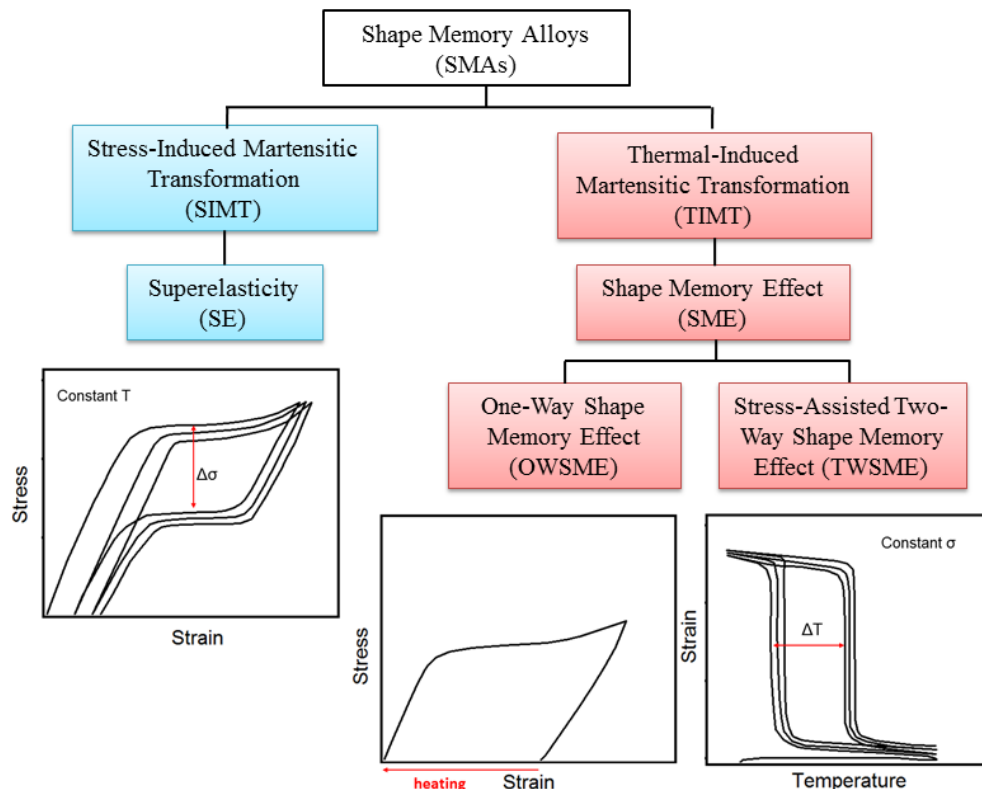 Shape Memory Alloys
(SMAs)
Stress-Induced Martensitic
Transformation
(SIMT)
Thermal-Induced
Martensitic Transformation
(TIMT)
Superelasticity
(SE)
Shape Memory Effect
(SME)
One-Way Shape
Memory Effect
(OWSME)
Stress-Assisted Two-
Way Shape Memory
Effect (TWSME)
Constant T
Δσ
Stress
Strain
Stress
heating
Strain
Constant σ
ΔT
Strain
Temperature